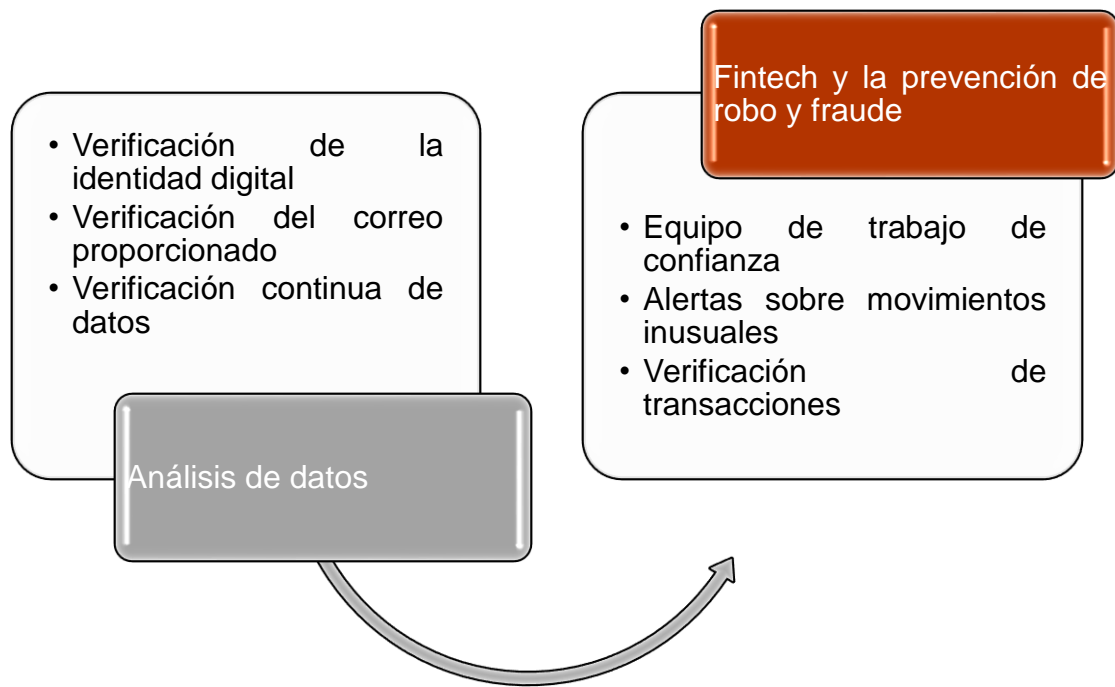 • Verificación de la
identidad digital
• Verificación del correo
proporcionado
• Verificación continua de
datos
Análisis de datos
Fintech y la prevención de
robo y fraude
• Equipo de trabajo de
confianza
• Alertas sobre movimientos
inusuales
• Verificación de
transacciones